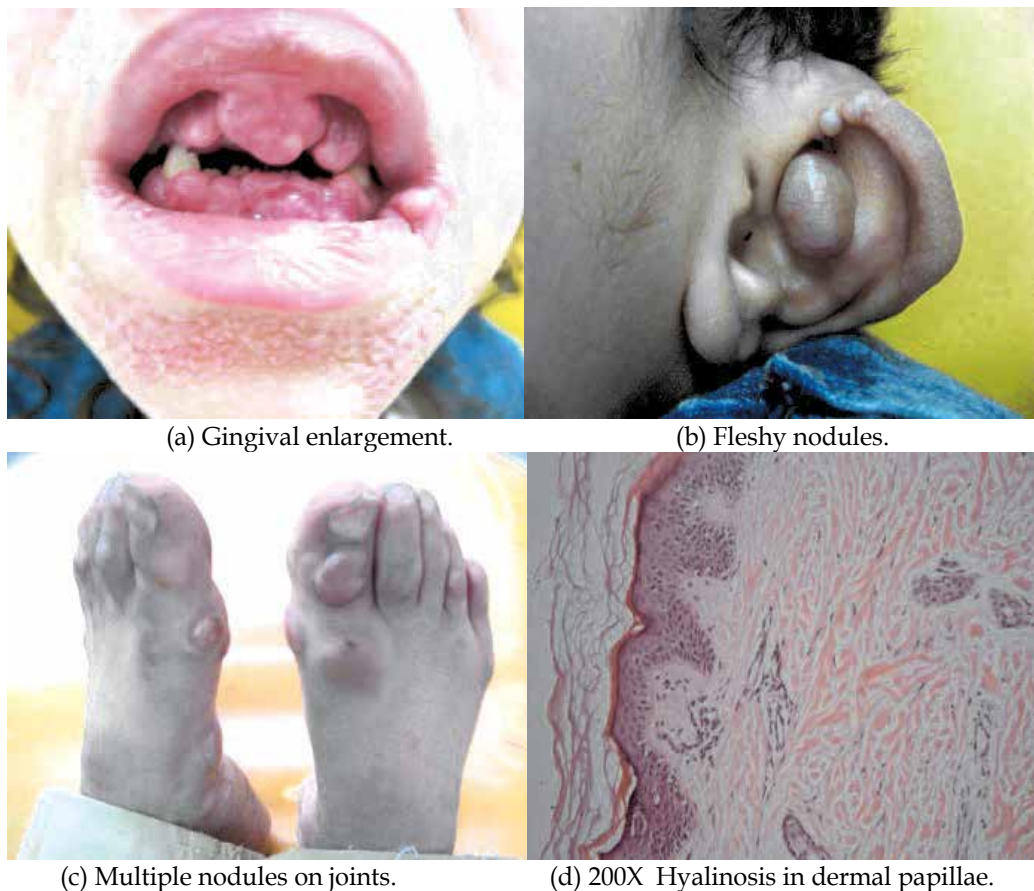 (a) Gingival enlargement.
(b) Fleshy nodules.
(c) Multiple nodules on joints.
(d) 200X Hyalinosis in dermal papillae.